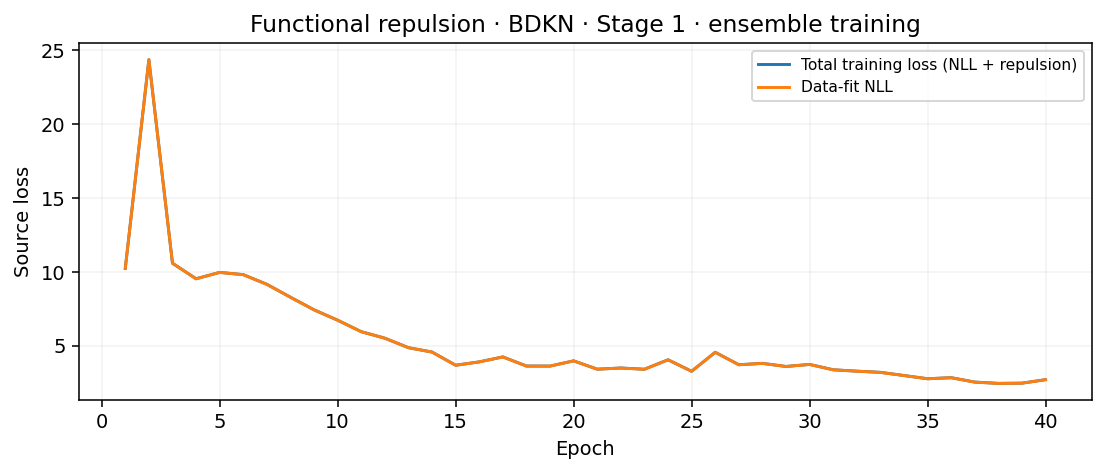 Functional repulsion · BDKN · Stage 1 · ensemble training
Total training loss (NLL + repulsion)
Data-fit NLL
Source loss
25
20
15
10
5
0 5 10 15 20 25 30 35 40
Epoch